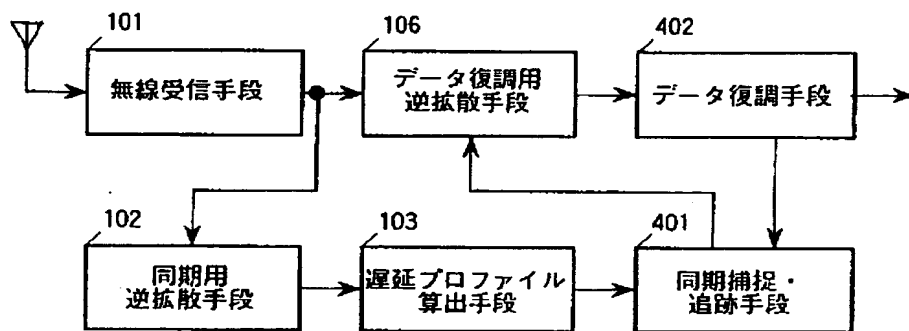 101
無線受信手段
106
データ復調用
逆拡散手段
402
データ復調手段
102
同期用
逆拡散手段
103
遅延プロファイル
算出手段
401
同期捕捉・
追跡手段